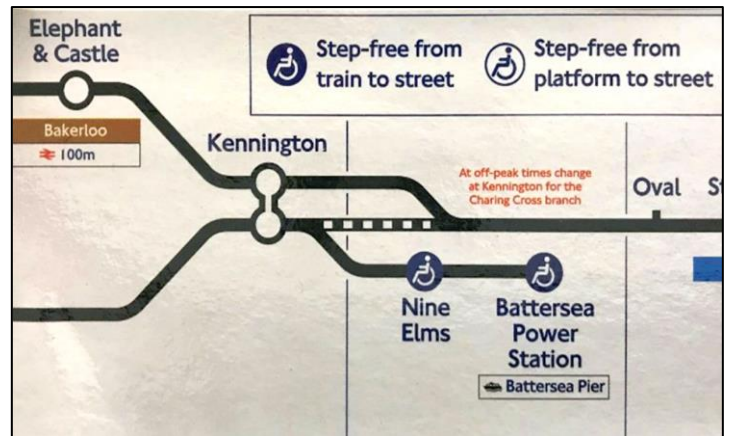 Elephant
& Castle
Step-free from
train to street
Step-free from
platform to street
Bakerloo
100m
Kennington
At off-peak times change
at Kennington for the
Charing Cross branch
Oval
Nine
Elms
Battersea
Power
Station
Battersea Pier